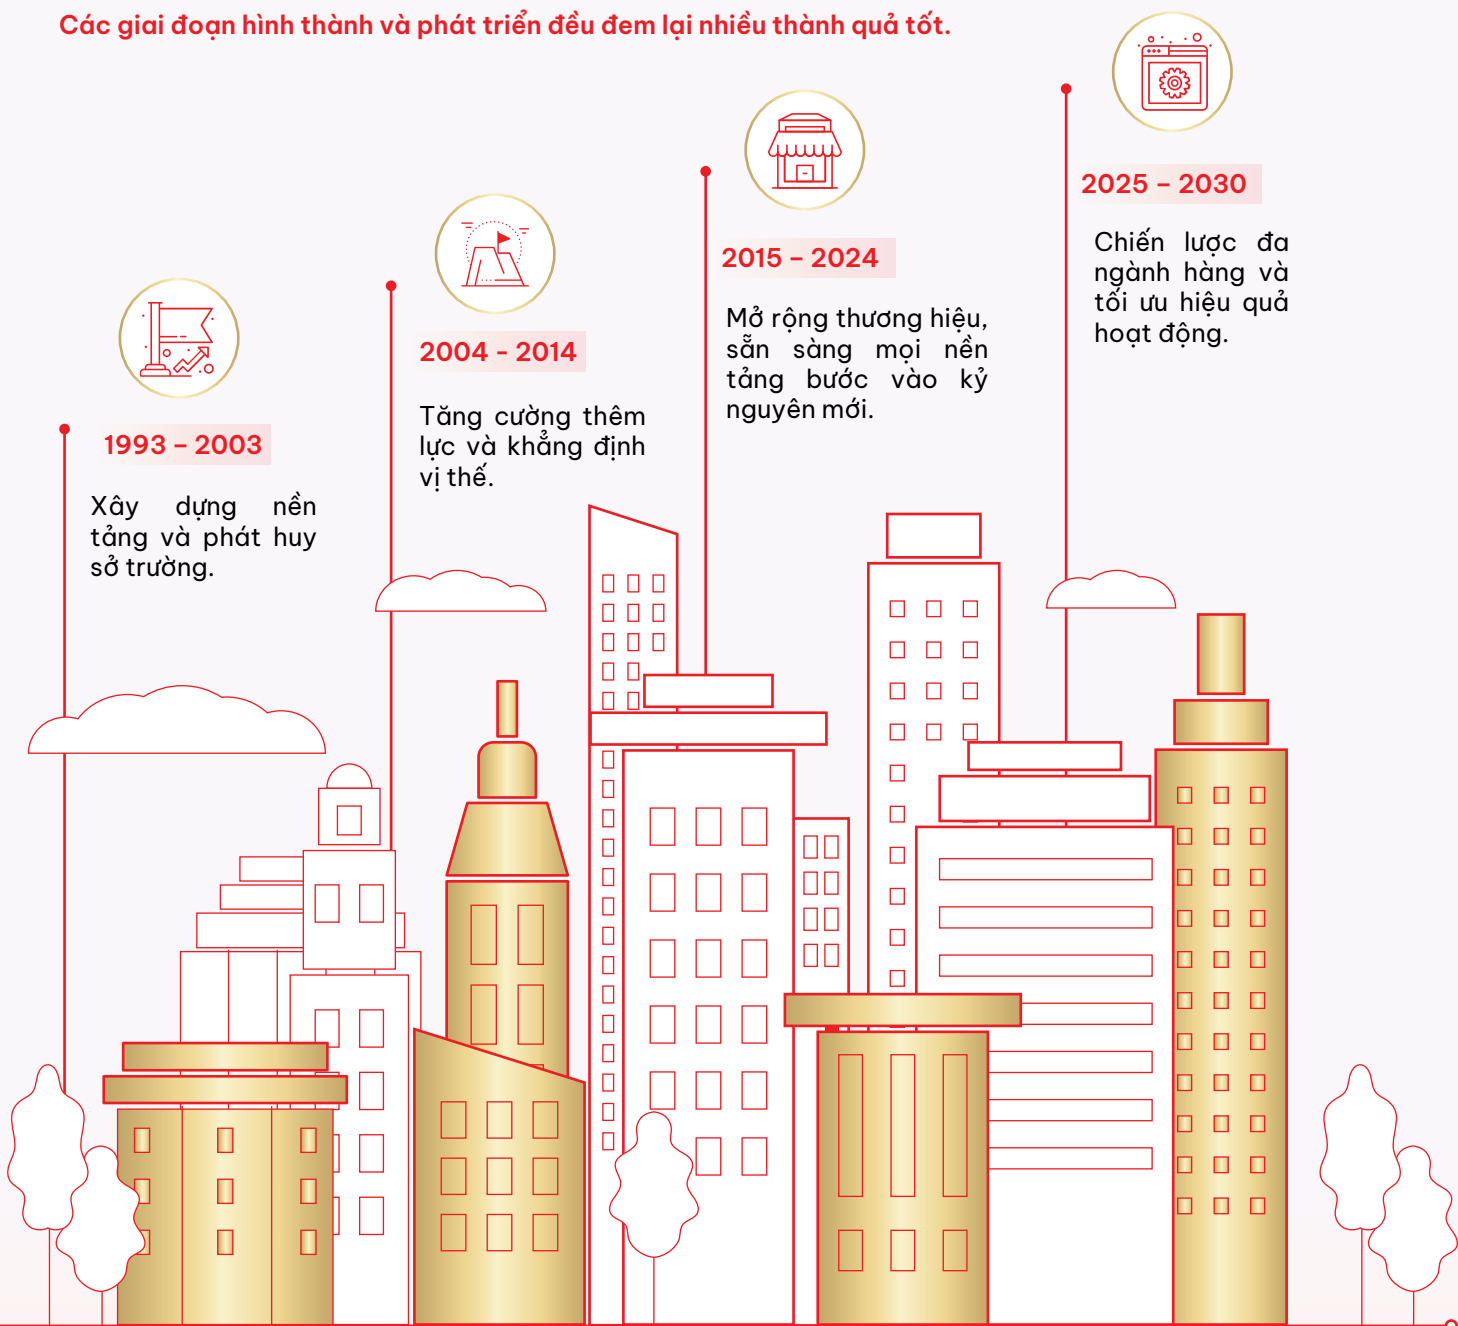 Các giai đoạn hình thành và phát triển đều đem lại nhiều thành quả tốt.
1993 – 2003
Xây dựng nền
tảng và phát huy
sở trường.
2004 - 2014
Tăng cường thêm
lực và khẳng định
vị thế.
2015 – 2024
Mở rộng thương hiệu,
sẵn sàng mọi nền
tảng bước vào kỷ
nguyên mới.
2025 – 2030
Chiến lược đa
ngành hàng và
tối ưu hiệu quả
hoạt động.